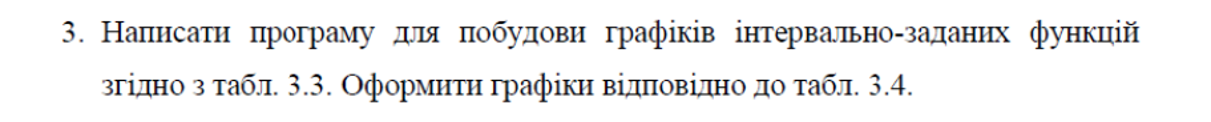 3. Написати програму для побудови графіків інтервально-заданих функцій
згідно з табл. 3.3. Оформити графіки відповідно до табл. 3.4.